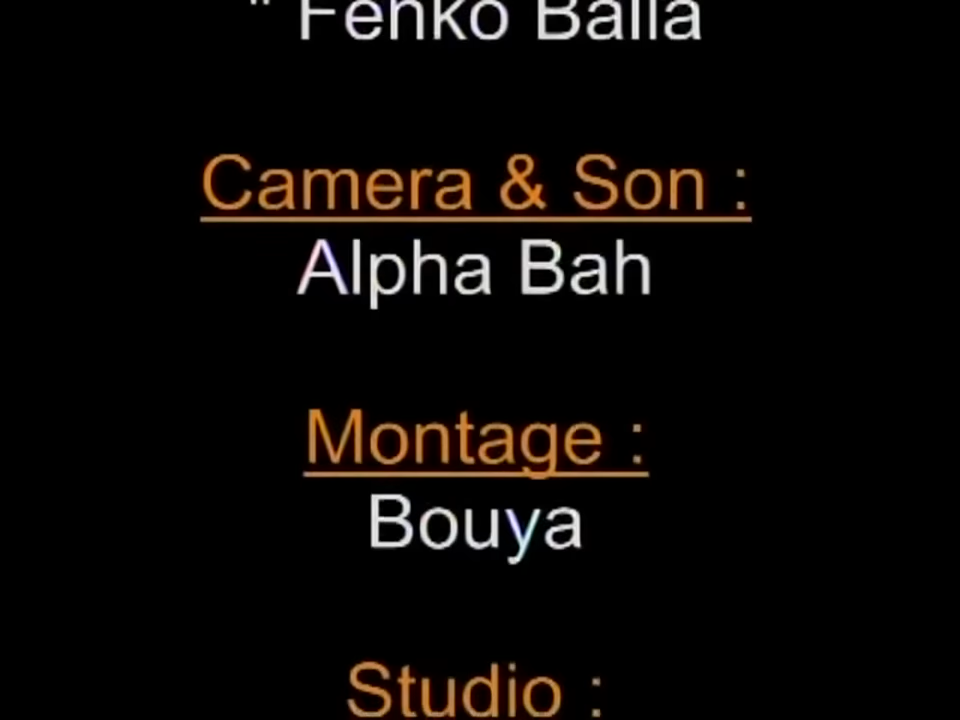 " Fenko Balla
Camera & Son :
Alpha Bah
Montage :
Bouya
Studio :